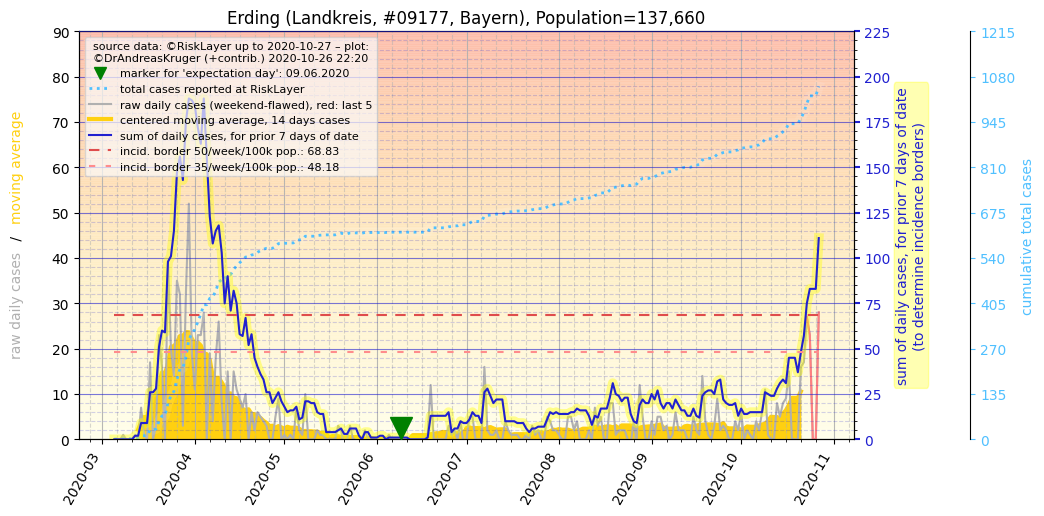 Erding (Landkreis, #09177, Bayern), Population=137,660
source data: ©RiskLayer up to 2020-10-27 – plot:
©DrAndreasKruger (+contrib.) 2020-10-26 22:20
marker for 'expectation day': 09.06.2020
total cases reported at RiskLayer
raw daily cases (weekend-flawed), red: last 5
centered moving average, 14 days cases
sum of daily cases, for prior 7 days of date
incid. border 50/week/100k pop.: 68.83
incid. border 35/week/100k pop.: 48.18
raw daily cases / moving average
90
80
70
60
50
40
30
20
10
0
225
200
175
150
125
100
75
50
25
0
sum of daily cases, for prior 7 days of date
(to determine incidence borders)
1215
1080
945
810
675
540
405
270
135
0
cumulative total cases
2020-03
2020-04
2020-05
2020-06
2020-07
2020-08
2020-09
2020-10
2020-11